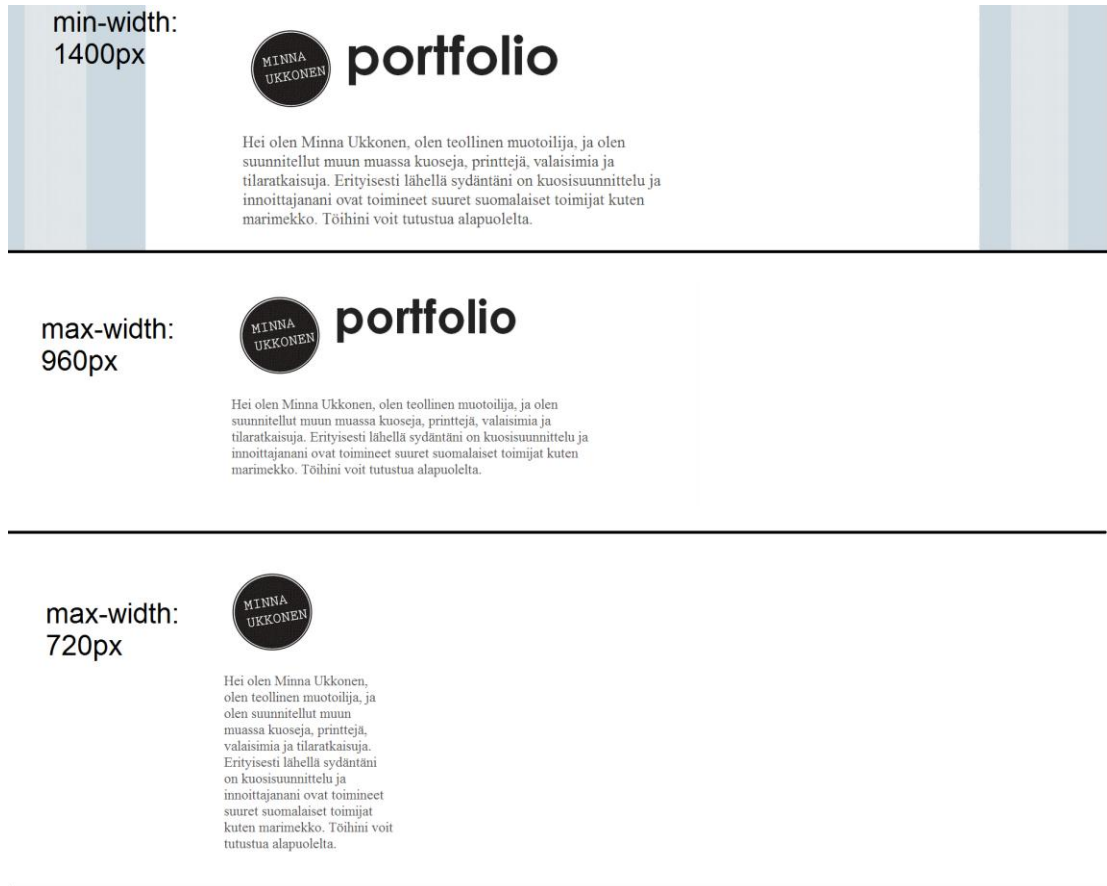 min-width:
1400px
MINNA
UKKONEN
portfolio
Hei olen Minna Ukkonen, olen teollinen muotoilija, ja olen
suunnitellut muun muassa kuoseja, printtejä, valaisimia ja
tilaratkaisuja. Erityisesti lähellä sydäntäni on kuosisuunnittelu ja
innoittajanani ovat toimineet suuret suomalaiset toimijat kuten
marimekko. Töihini voit tutustua alapuolelta.
max-width:
960px
MINNA
UKKONEN
portfolio
Hei olen Minna Ukkonen, olen teollinen muotoilija, ja olen
suunnitellut muun muassa kuoseja, printtejä, valaisimia ja
tilaratkaisuja. Erityisesti lähellä sydäntäni on kuosisuunnittelu ja
innoittajanani ovat toimineet suuret suomalaiset toimijat kuten
marimekko. Töihini voit tutustua alapuolelta.
max-width:
720px
MINNA
UKKONEN
Hei olen Minna Ukkonen,
olen teollinen muotoilija, ja
olen suunnitellut muun
muassa kuoseja, printtejä,
valaisimia ja tilaratkaisuja.
Erityisesti lähellä sydäntäni
on kuosisuunnittelu ja
innoittajanani ovat toimineet
suuret suomalaiset toimijat
kuten marimekko. Töihini voit
tutustua alapuolelta.